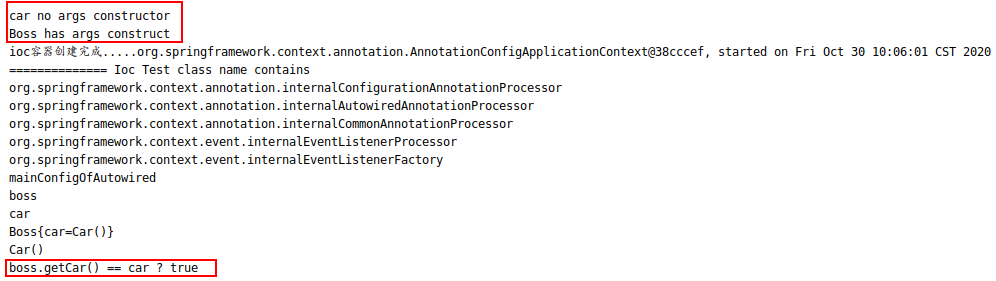 car no args constructor
Boss has args construct
ioc容器创建完成.....org.springframework.context.annotation.AnnotationConfigApplicationContext@38cccef, started on Fri Oct 30 10:06:01 CST 2020
============== Ioc Test class name contains
org.springframework.context.annotation.internalConfigurationAnnotationProcessor
org.springframework.context.annotation.internalAutowiredAnnotationProcessor
org.springframework.context.annotation.internalCommonAnnotationProcessor
org.springframework.context.event.internalEventListenerProcessor
org.springframework.context.event.internalEventListenerFactory
mainConfigOfAutowired
boss
car
Boss{car=Car()}
Car()
boss.getCar() == car ? true